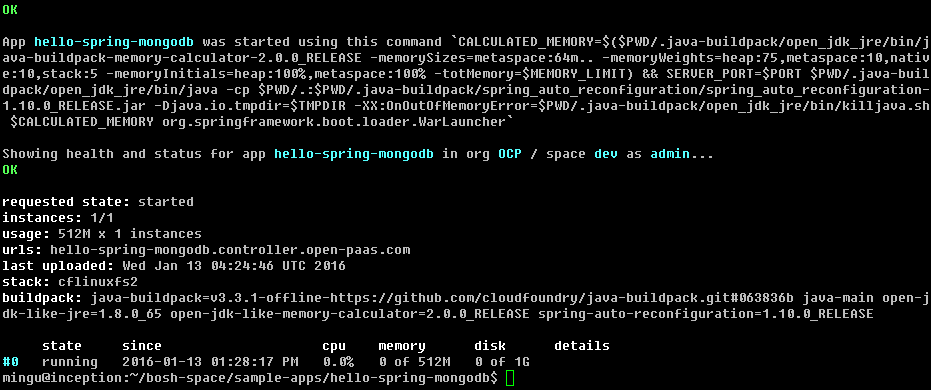 OK
App hello-spring-mongodb was started using this command `CALCULATED_MEMORY=$($PWD/.java-buildpack/open_jdk_jre/bin/j
ava-buildpack-memory-calculator-2.0.0_RELEASE -memorySizes=metaspace:64m.. -memoryWeights=heap:75,metaspace:10,nativ
e:10,stack:5 -memoryInitials=heap:100%,metaspace:100% -totMemory=$MEMORY_LIMIT) && SERVER_PORT=$PORT $PWD/.java-buil
dpack/open_jdk_jre/bin/java -cp $PWD/.:$PWD/.java-buildpack/spring_auto_reconfiguration/spring_auto_reconfiguration-
1.10.0_RELEASE.jar -Djava.io.tmpdir=$TMPDIR -XX:OnOutOfMemoryError=$PWD/.java-buildpack/open_jdk_jre/bin/killjava.sh
$CALCULATED_MEMORY org.springframework.boot.loader.WarLauncher`
Showing health and status for app hello-spring-mongodb in org OCP / space dev as admin...
OK
requested state: started
instances: 1/1
usage: 512M x 1 instances
urls: hello-spring-mongodb.controller.open-paas.com
last uploaded: Wed Jan 13 04:24:46 UTC 2016
stack: cflinuxfs2
buildpack: java-buildpack=v3.3.1-offline-https://github.com/cloudfoundry/java-buildpack.git#063836b java-main open-j
dk-like-jre=1.8.0_65 open-jdk-like-memory-calculator=2.0.0_RELEASE spring-auto-reconfiguration=1.10.0_RELEASE
state since cpu memory disk details
#0 running 2016-01-13 01:28:17 PM 0.0% 0 of 512M 0 of 1G
mingu@inception:~/bosh-space/sample-apps/hello-spring-mongodb$